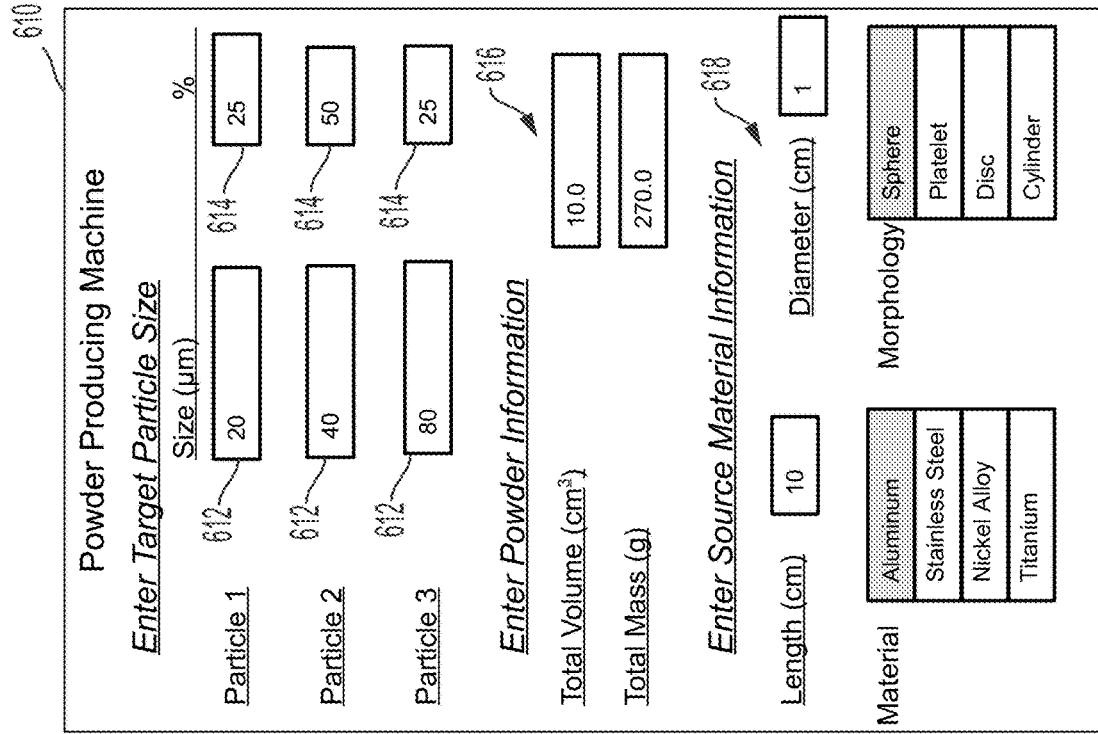 610
Powder Producing Machine
Enter Target Particle Size
Size (µm) %
Particle 1 612 20 614 25
Particle 2 612 40 614 50
Particle 3 612 80 614 25
Enter Powder Information 616
Total Volume (cm³) 10.0
Total Mass (g) 270.0
Enter Source Material Information 618
Length (cm) 10 Diameter (cm) 1
Material Morphology
Aluminum Sphere
Stainless Steel Platelet
Nickel Alloy Disc
Titanium Cylinder